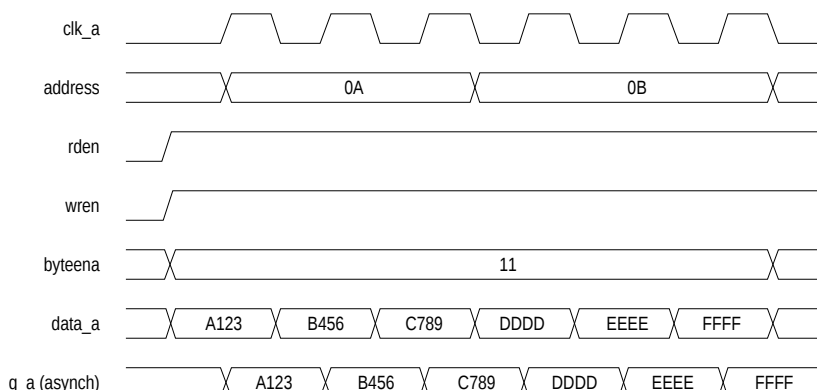 clk_a
address 0A 0B
rden
wren
byteena 11
data_a A123 B456 C789 DDDD EEEE FFFF
q_a (asynch) A123 B456 C789 DDDD EEEE FFFF